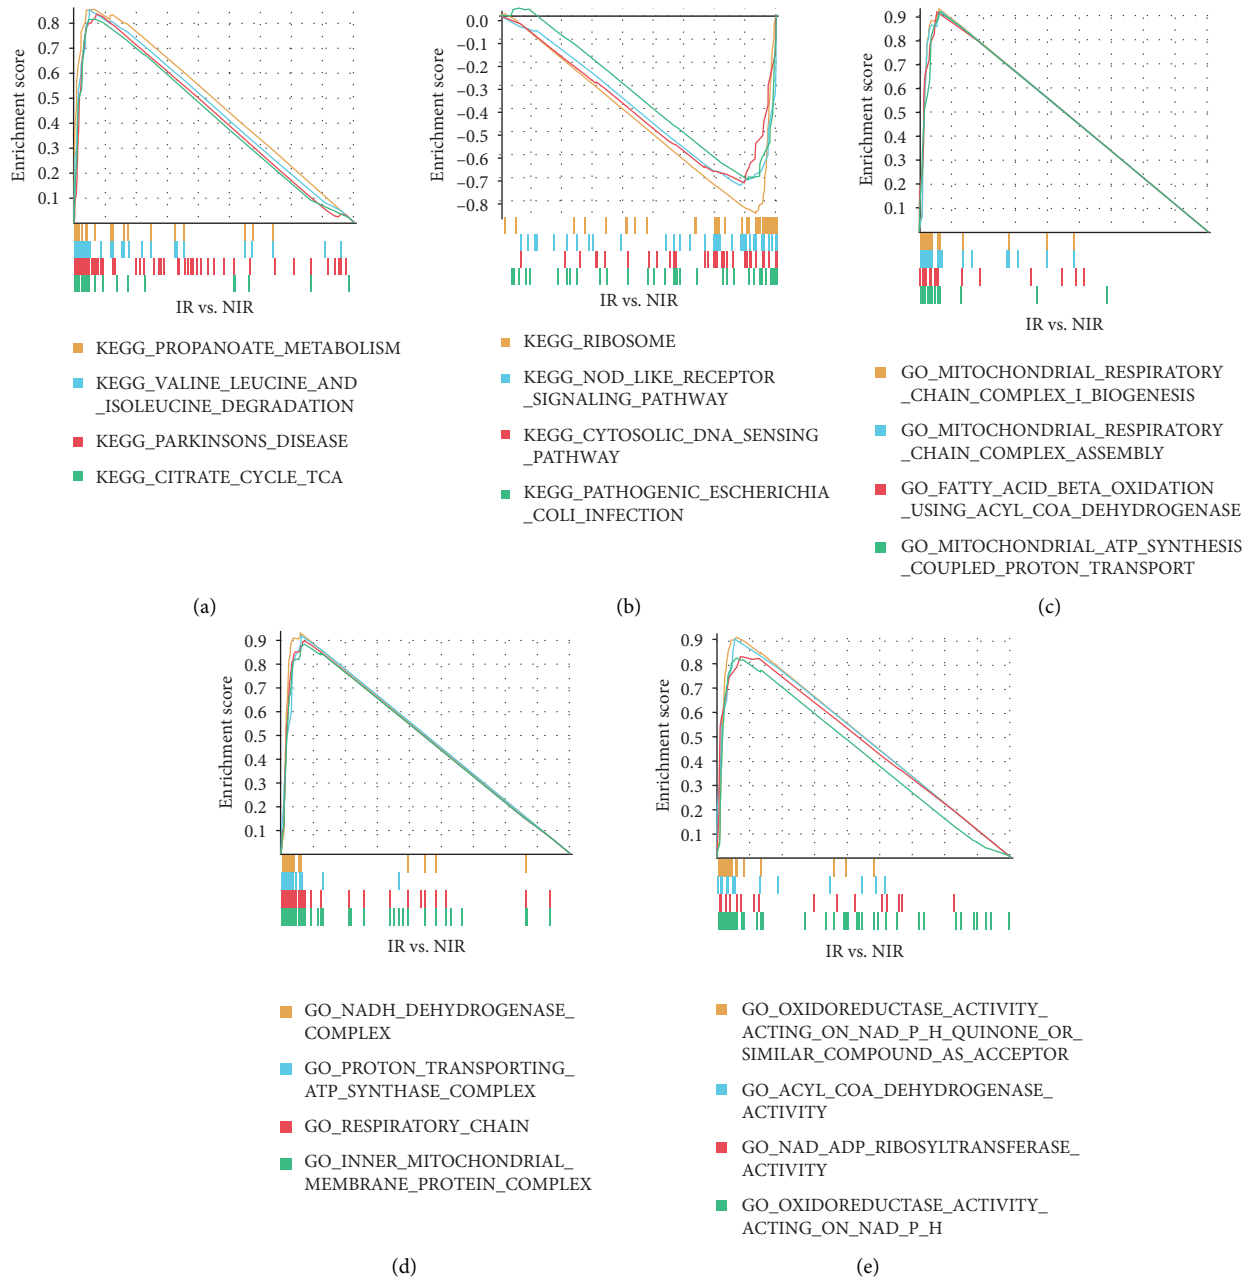 Enrichment score
0.8
0.7
0.6
0.5
0.4
0.3
0.2
0.1
IR vs. NIR
KEGG_PROPANOATE_METABOLISM
KEGG_VALINE_LEUCINE_AND
_ISOLEUCINE_DEGRADATION
KEGG_PARKINSONS_DISEASE
KEGG_CITRATE_CYCLE_TCA
(a)
Enrichment score
0.0
−0.1
−0.2
−0.3
−0.4
−0.5
−0.6
−0.7
−0.8
IR vs. NIR
KEGG_RIBOSOME
KEGG_NOD_LIKE_RECEPTOR
_SIGNALING_PATHWAY
KEGG_CYTOSOLIC_DNA_SENSING
_PATHWAY
KEGG_PATHOGENIC_ESCHERICHIA
_COLI_INFECTION
(b)
Enrichment score
0.9
0.8
0.7
0.6
0.5
0.4
0.3
0.2
0.1
IR vs. NIR
GO_MITOCHONDRIAL_RESPIRATORY
_CHAIN_COMPLEX_I_BIOGENESIS
GO_MITOCHONDRIAL_RESPIRATORY
_CHAIN_COMPLEX_ASSEMBLY
GO_FATTY_ACID_BETA_OXIDATION
_USING_ACYL_COA_DEHYDROGENASE
GO_MITOCHONDRIAL_ATP_SYNTHESIS
_COUPLED_PROTON_TRANSPORT
(c)
Enrichment score
0.9
0.8
0.7
0.6
0.5
0.4
0.3
0.2
0.1
IR vs. NIR
GO_NADH_DEHYDROGENASE_
COMPLEX
GO_PROTON_TRANSPORTING_
ATP_SYNTHASE_COMPLEX
GO_RESPIRATORY_CHAIN
GO_INNER_MITOCHONDRIAL_
MEMBRANE_PROTEIN_COMPLEX
(d)
Enrichment score
0.9
0.8
0.7
0.6
0.5
0.4
0.3
0.2
0.1
IR vs. NIR
GO_OXIDOREDUCTASE_ACTIVITY_
ACTING_ON_NAD_P_H_QUINONE_OR_
SIMILAR_COMPOUND_AS_ACCEPTOR
GO_ACYL_COA_DEHYDROGENASE_
ACTIVITY
GO_NAD_ADP_RIBOSYLTRANSFERASE_
ACTIVITY
GO_OXIDOREDUCTASE_ACTIVITY_
ACTING_ON_NAD_P_H
(e)